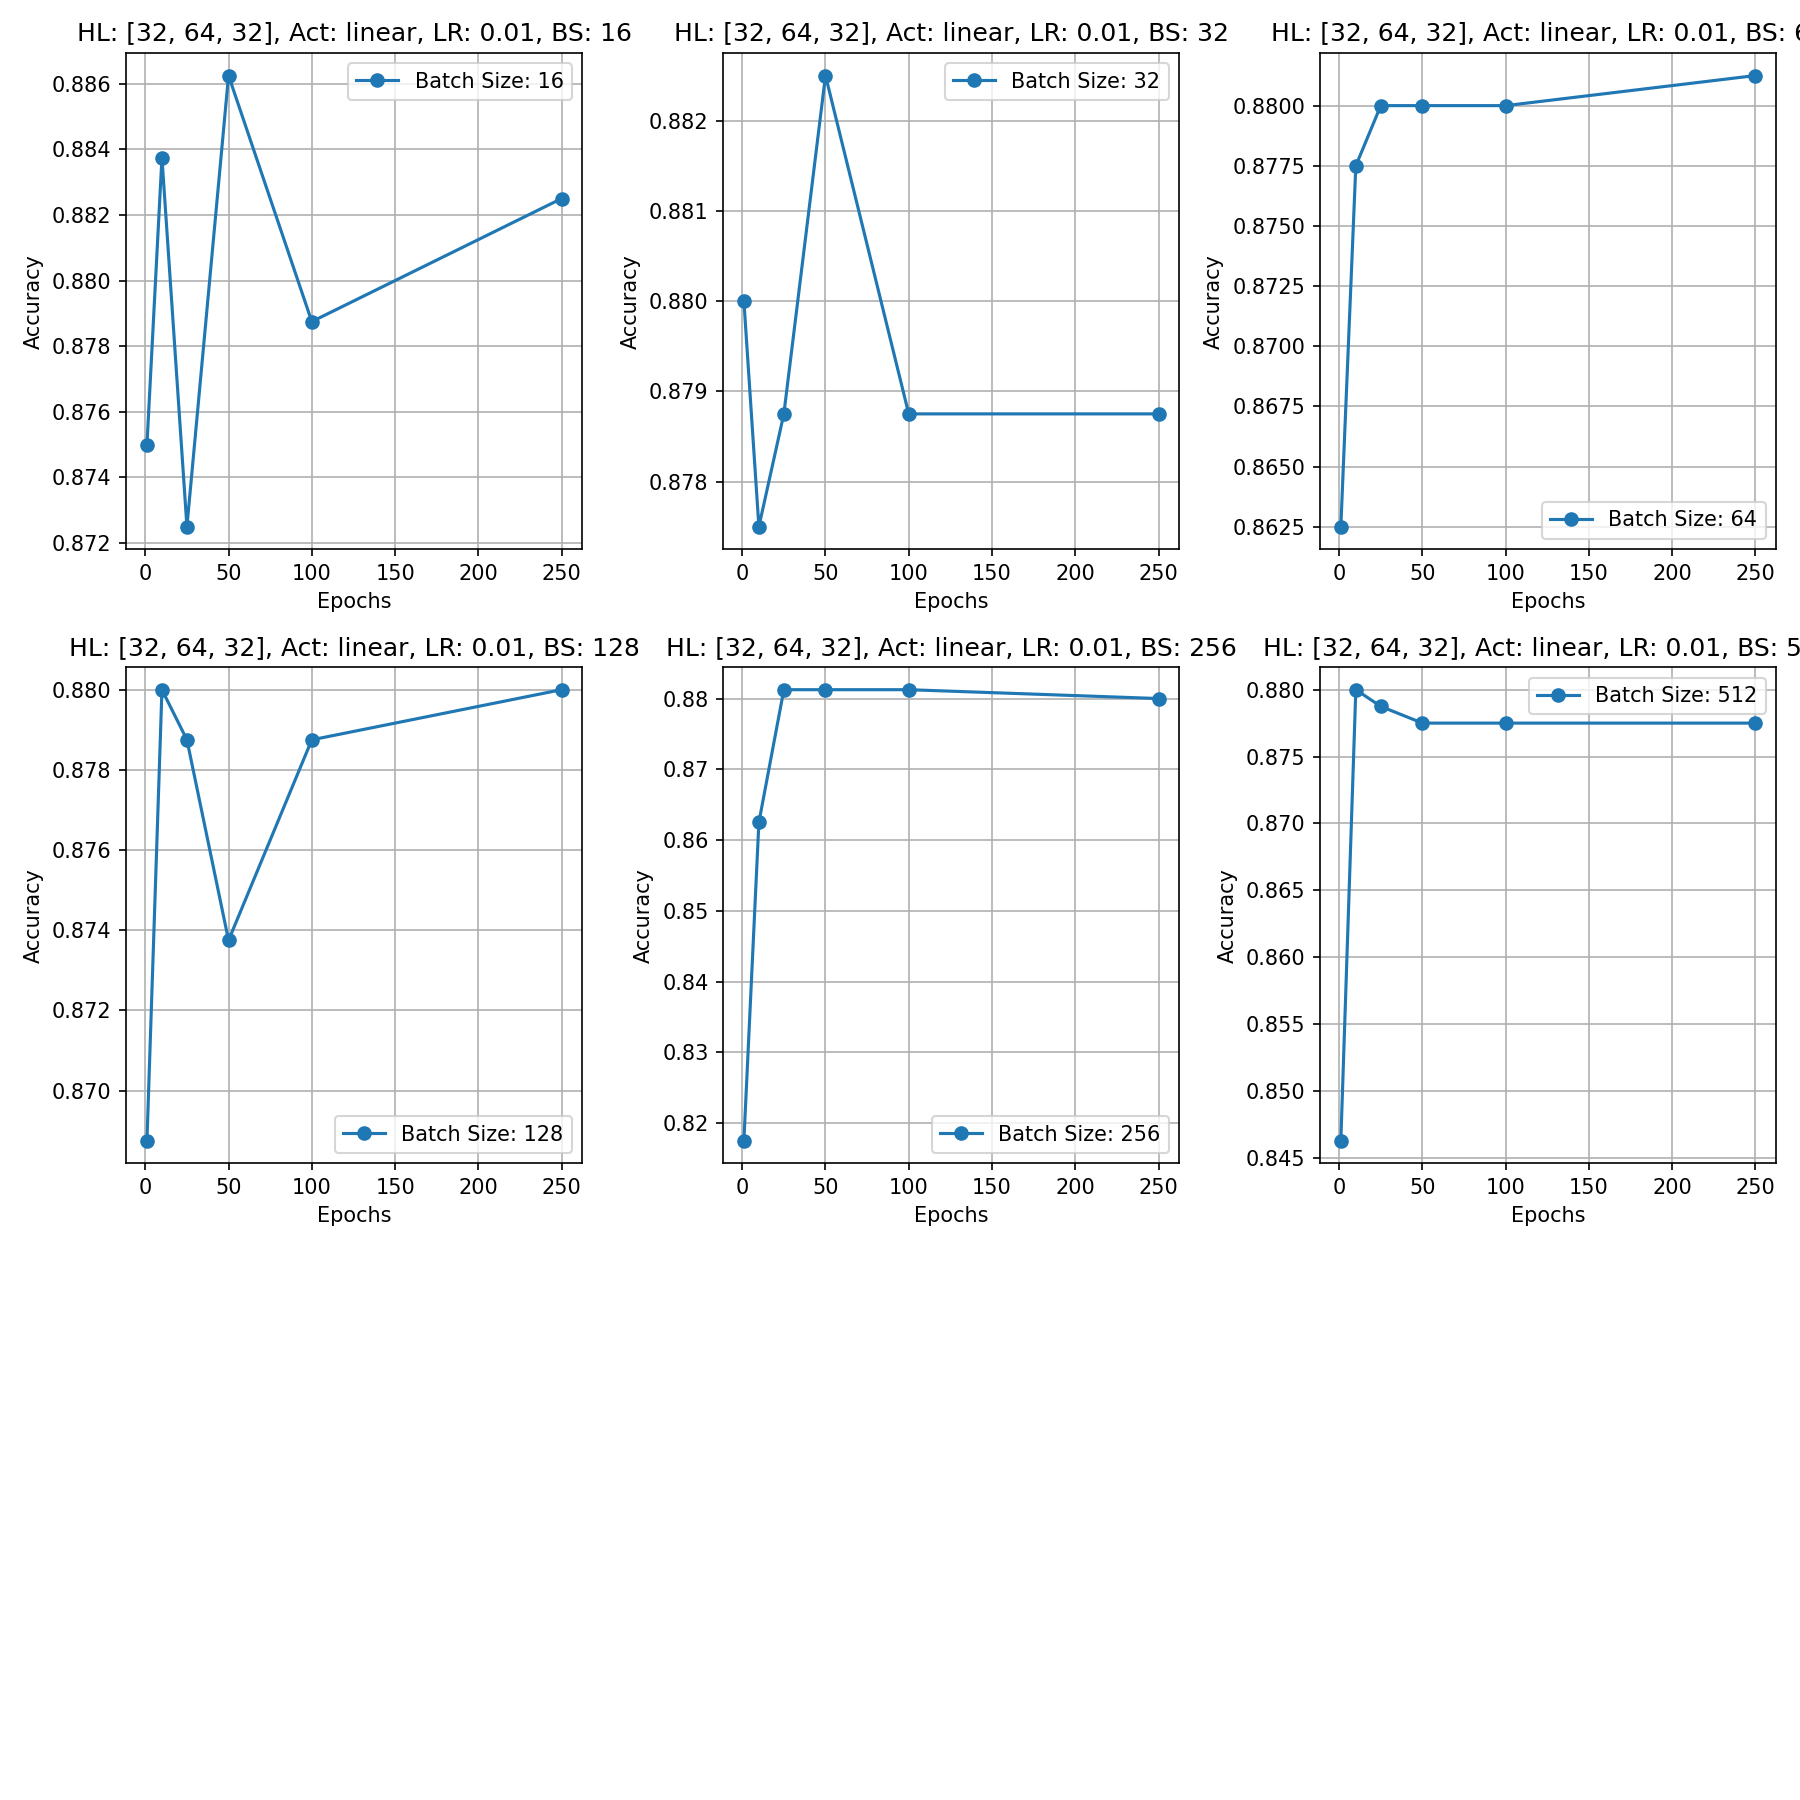 HL: [32, 64, 32], Act: linear, LR: 0.01, BS: 16
Batch Size: 16
Accuracy
0.886
0.884
0.882
0.880
0.878
0.876
0.874
0.872
0 50 100 150 200 250
Epochs
HL: [32, 64, 32], Act: linear, LR: 0.01, BS: 32
Batch Size: 32
Accuracy
0.882
0.881
0.880
0.879
0.878
0 50 100 150 200 250
Epochs
HL: [32, 64, 32], Act: linear, LR: 0.01, BS:
Accuracy
0.8800
0.8775
0.8750
0.8725
0.8700
0.8675
0.8650
0.8625
Batch Size: 64
0 50 100 150 200 250
Epochs
HL: [32, 64, 32], Act: linear, LR: 0.01, BS: 128
Accuracy
0.880
0.878
0.876
0.874
0.872
0.870
Batch Size: 128
0 50 100 150 200 250
Epochs
HL: [32, 64, 32], Act: linear, LR: 0.01, BS: 256
Accuracy
0.88
0.87
0.86
0.85
0.84
0.83
0.82
Batch Size: 256
0 50 100 150 200 250
Epochs
HL: [32, 64, 32], Act: linear, LR: 0.01, BS: 5
Batch Size: 512
Accuracy
0.880
0.875
0.870
0.865
0.860
0.855
0.850
0.845
0 50 100 150 200 250
Epochs